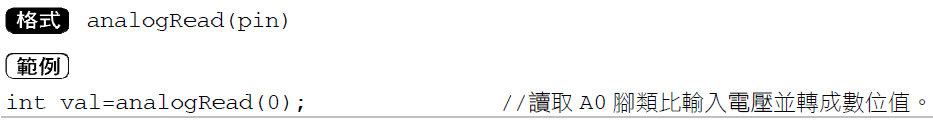 格式 analogRead(pin)
範例
int val=analogRead(0); //讀取 A0 腳類比輸入電壓並轉成數位值。